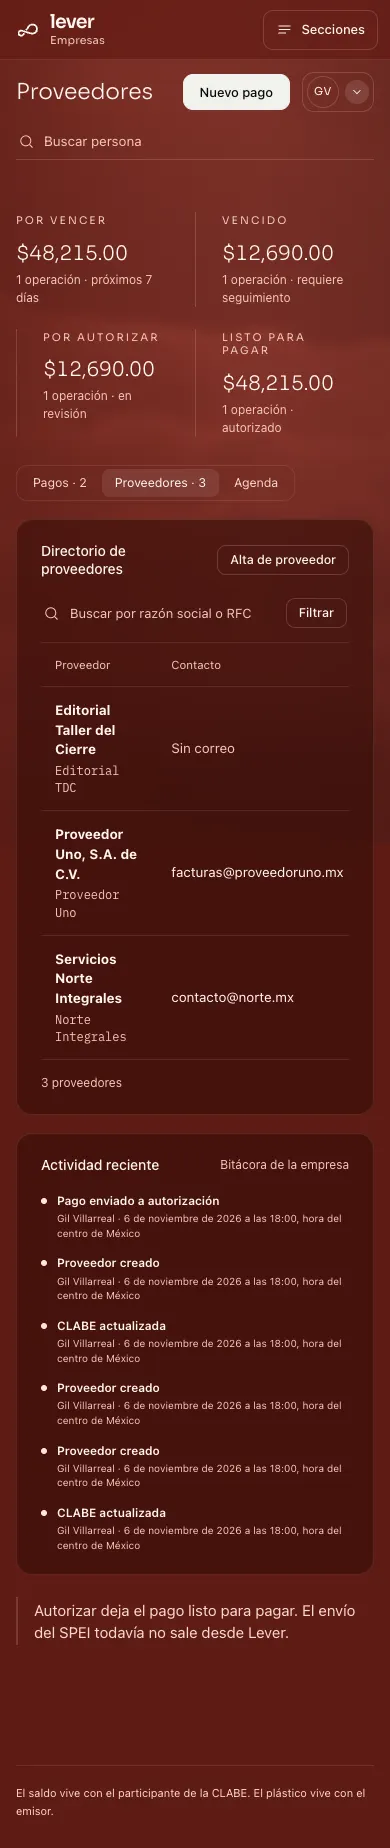 lever
Empresas
Secciones
Proveedores
Nuevo pago
GV
Buscar persona
POR VENCER
$48,215.00
1 operación · próximos 7
días
VENCIDO
$12,690.00
1 operación · requiere
seguimiento
POR AUTORIZAR
$12,690.00
1 operación · en
revisión
LISTO PARA
PAGAR
$48,215.00
1 operación ·
autorizado
Pagos · 2
Proveedores · 3
Agenda
Directorio de
proveedores
Alta de proveedor
Buscar por razón social o RFC
Filtrar
Proveedor
Contacto
Editorial
Taller del
Cierre
Editorial
TDC
Sin correo
Proveedor
Uno, S.A. de
C.V.
Proveedor
Uno
facturas@proveedoruno.mx
Servicios
Norte
Integrales
Norte
Integrales
contacto@norte.mx
3 proveedores
Actividad reciente
Bitácora de la empresa
Pago enviado a autorización
Gil Villarreal · 6 de noviembre de 2026 a las 18:00, hora del
centro de México
Proveedor creado
Gil Villarreal · 6 de noviembre de 2026 a las 18:00, hora del
centro de México
CLABE actualizada
Gil Villarreal · 6 de noviembre de 2026 a las 18:00, hora del
centro de México
Proveedor creado
Gil Villarreal · 6 de noviembre de 2026 a las 18:00, hora del
centro de México
Proveedor creado
Gil Villarreal · 6 de noviembre de 2026 a las 18:00, hora del
centro de México
CLABE actualizada
Gil Villarreal · 6 de noviembre de 2026 a las 18:00, hora del
centro de México
Autorizar deja el pago listo para pagar. El envío
del SPEI todavía no sale desde Lever.
El saldo vive con el participante de la CLABE. El plástico vive con el
emisor.